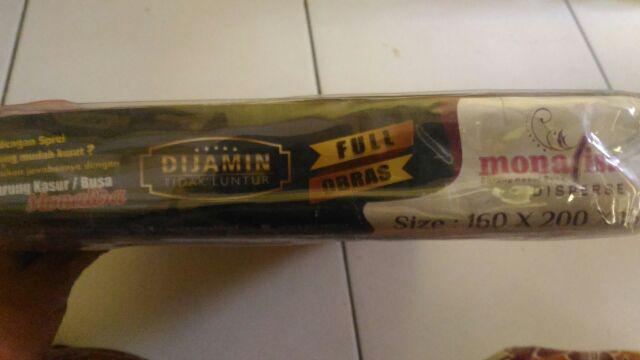 dengan Sprei
yang mudah kusut ?
dengan
Sarung Kasur / Busa
Monalisa
DIJAMIN
TIDAK LUNTUR
FULL
OBRAS
monalisa
DISPERSE
Size : 160 X 200 X